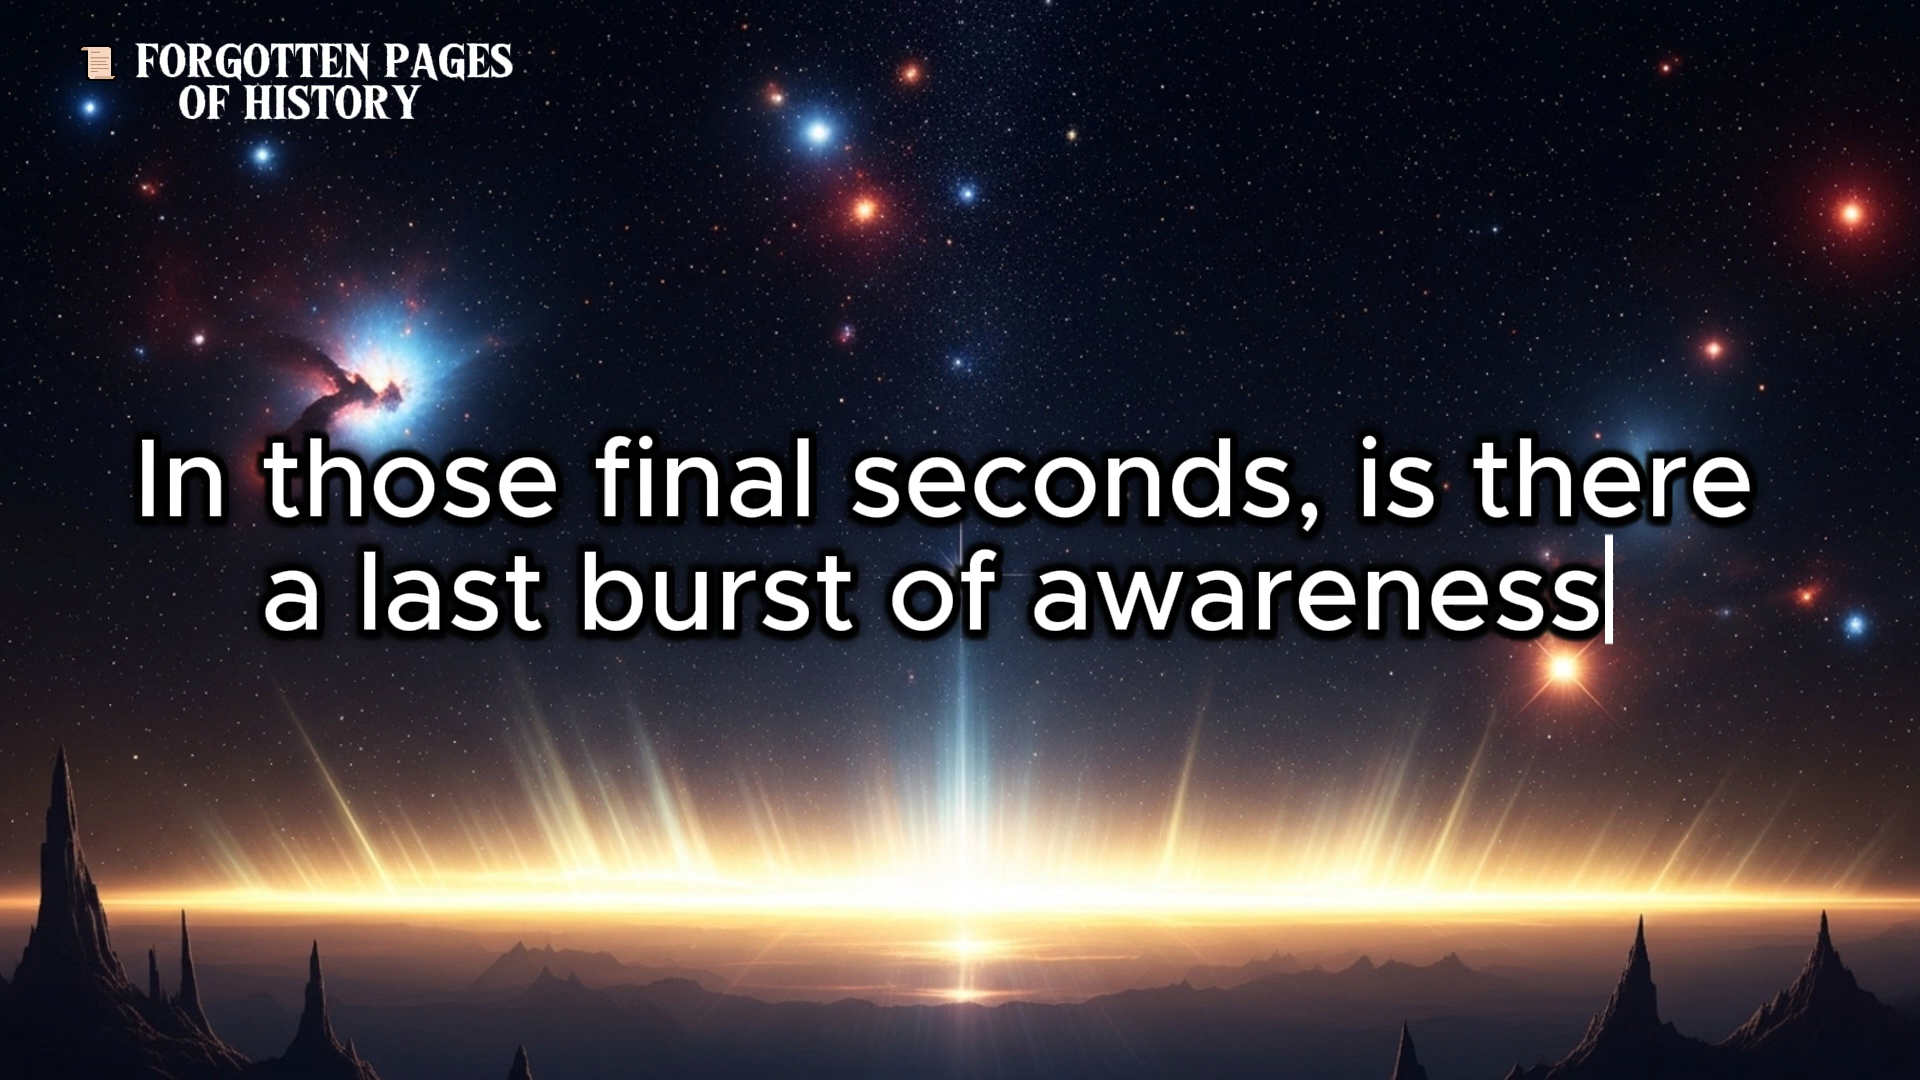 FORGOTTEN PAGES
OF HISTORY
In those final seconds, is there
a last burst of awareness